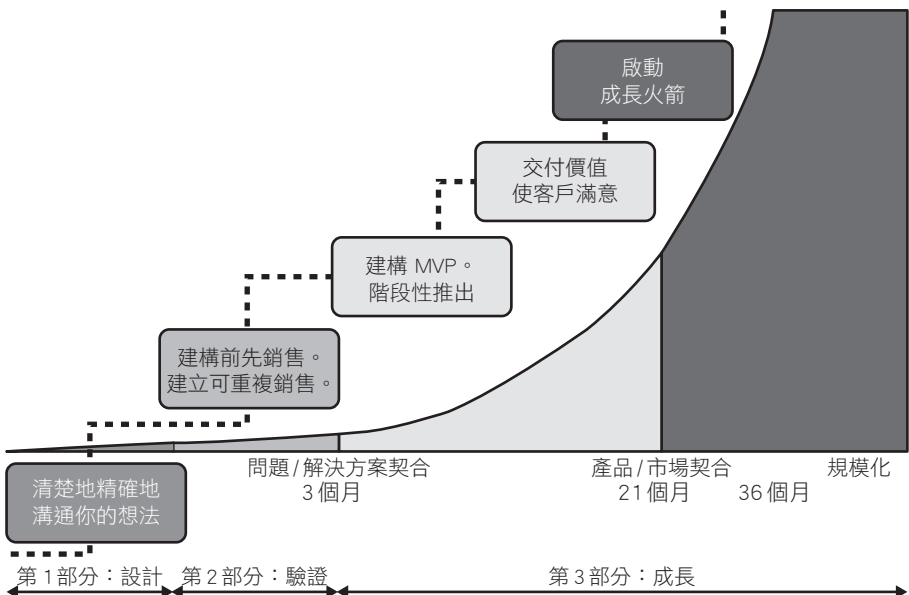 啟動
成長火箭
交付價值
使客戶滿意
建構 MVP。
階段性推出
建構前先銷售。
建立可重複銷售。
清楚地精確地
溝通你的想法
問題/解決方案契合
3個月
產品/市場契合
21個月
36個月
規模化
第1部分：設計
第2部分：驗證
第3部分：成長